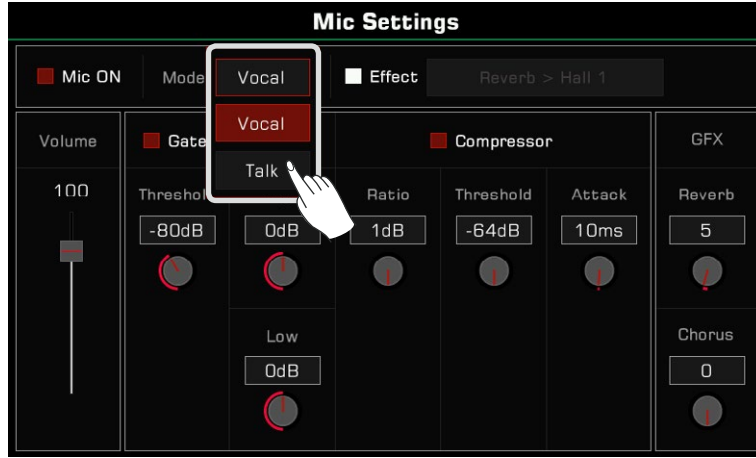 Mic Settings
Mic ON
Mode
Vocal
Vocal
Talk
Effect
Reverb > Hall 1
Volume
Gate
Compressor
GFX
100
Threshold
Ratio
Threshold
Attack
Reverb
-80dB
0dB
1dB
-64dB
10ms
5
Low
Chorus
0dB
0